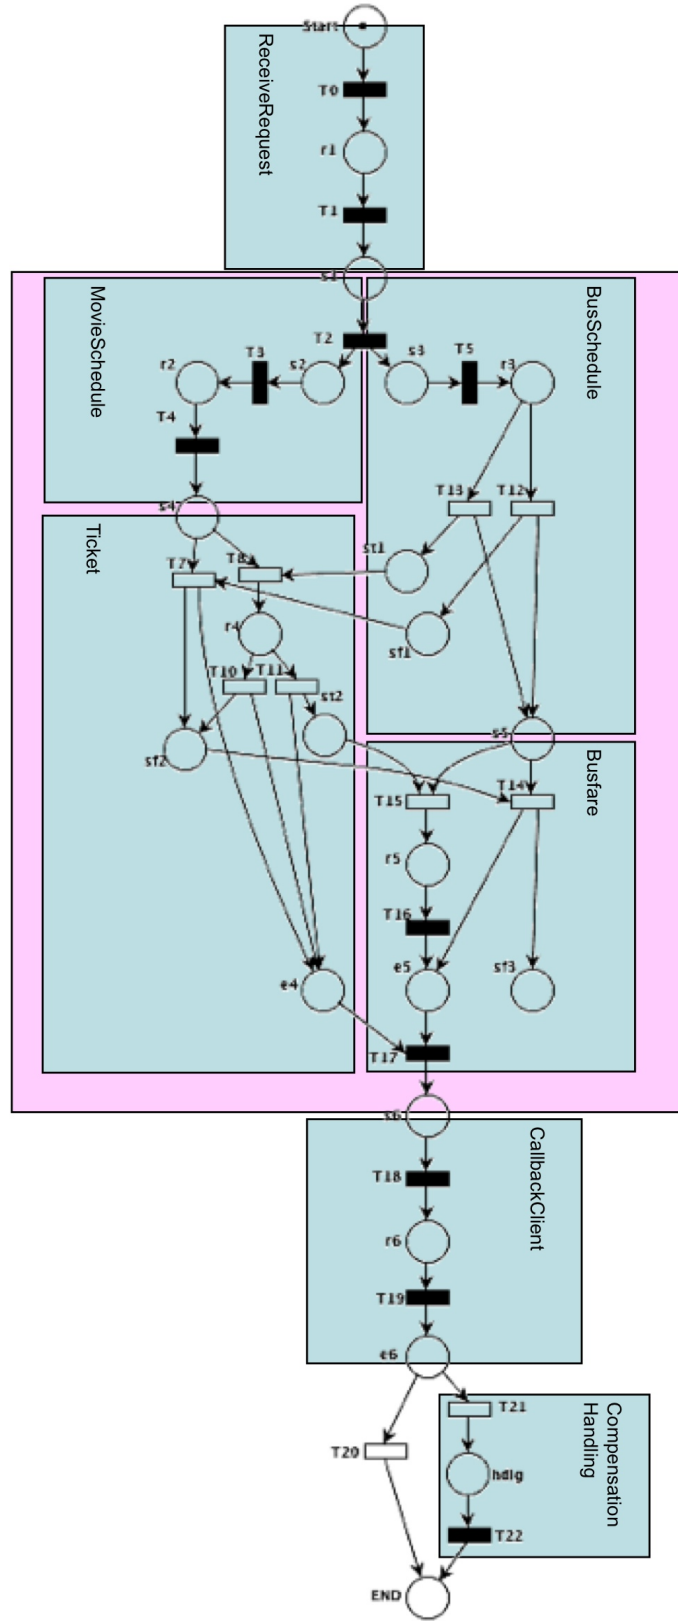 Start
ReceiveRequest
T0
r1
T1
s1
MovieSchedule
BusSchedule
T2
T3
s2
s3
T5
r2
r3
T4
T13
T12
s4
Ticket
st1
T7
T8
r4
sf1
T10
T11
st2
s5
sf2
Busfare
T15
T14
r5
T16
e4
e5
sf3
T17
s6
CallbackClient
T18
r6
T19
e6
T21
Compensation
Handling
T20
hdlg
T22
END